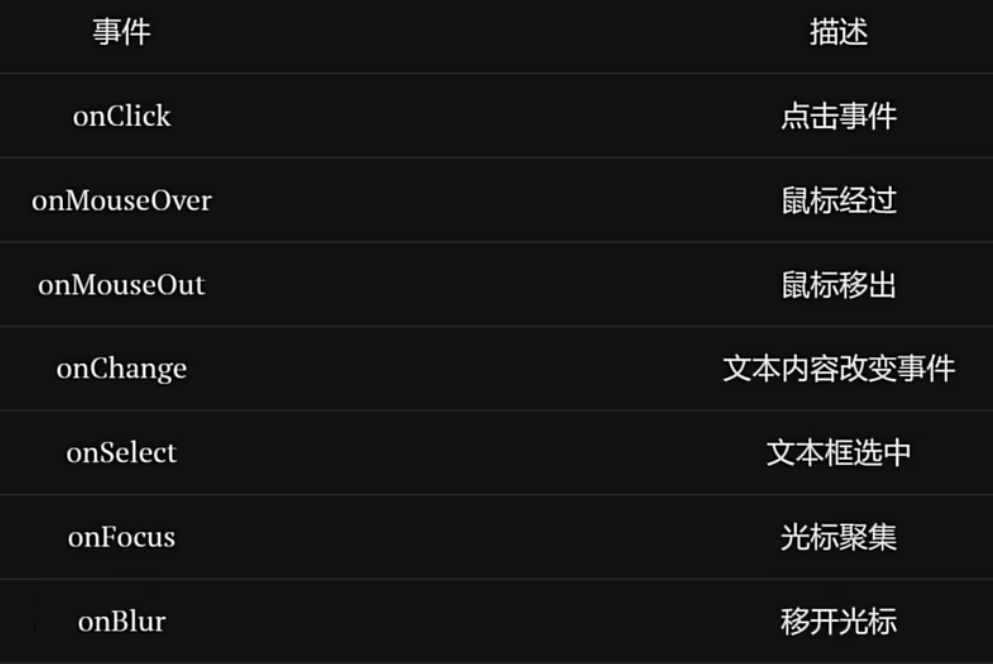 事件 描述
onClick 点击事件
onMouseOver 鼠标经过
onMouseOut 鼠标移出
onChange 文本内容改变事件
onSelect 文本框选中
onFocus 光标聚集
onBlur 移开光标